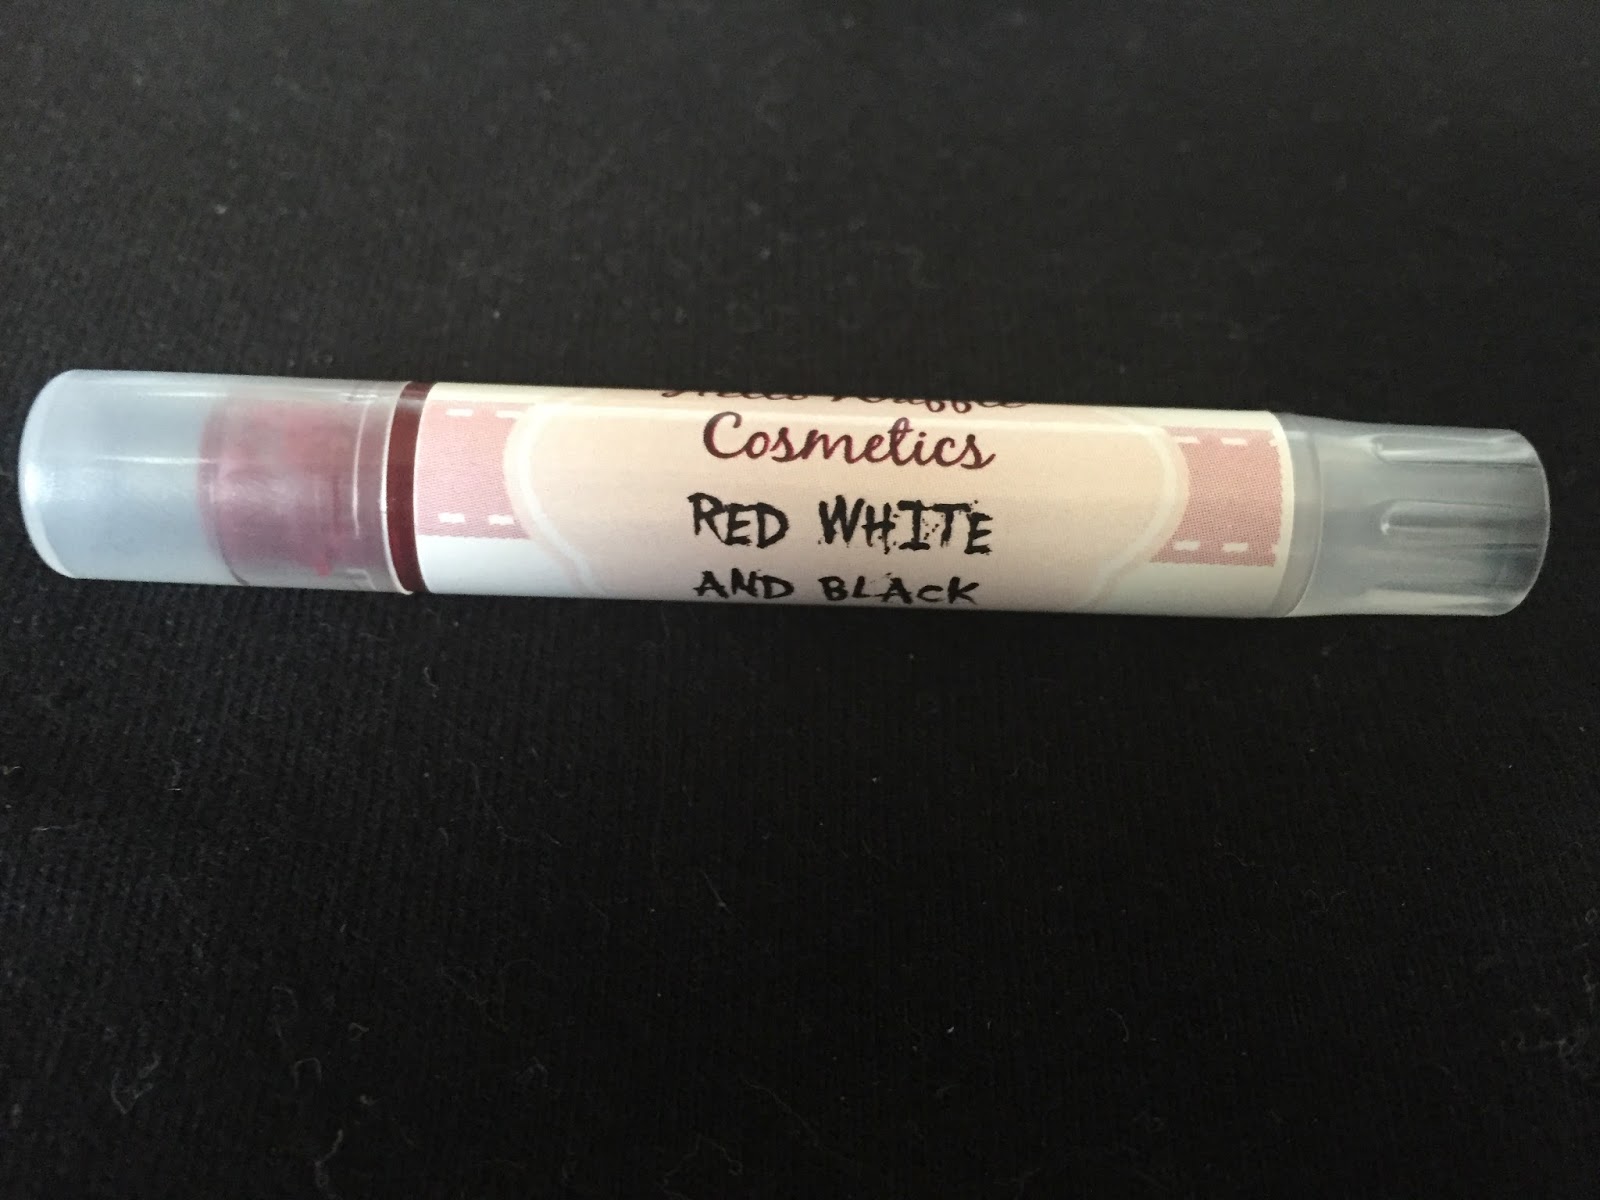 Cosmetics
RED WHITE
AND BLACK